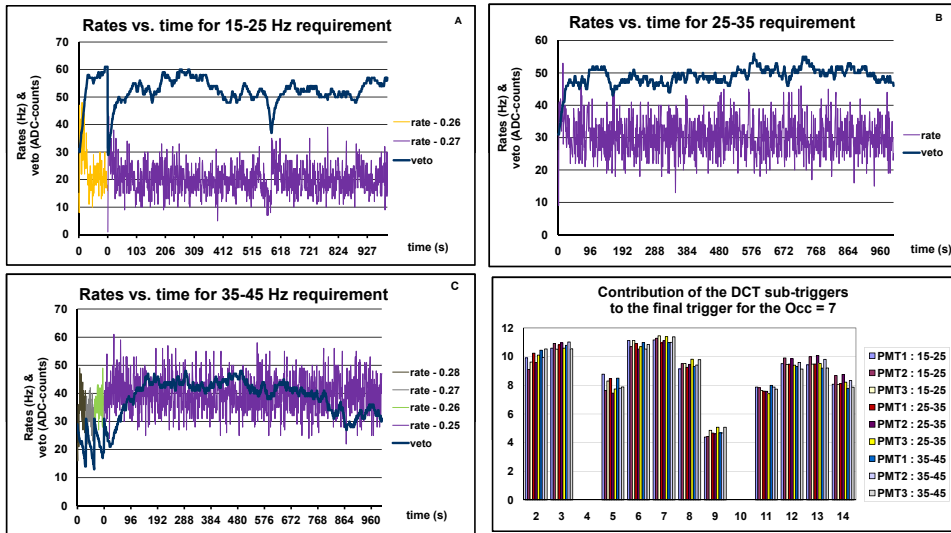 Rates vs. time for 15-25 Hz requirement
A
Rates (Hz) &
veto (ADC-counts)
70
60
50
40
30
20
10
0
0 0 103 206 309 412 515 618 721 824 927
time (s)
rate - 0.26
rate - 0.27
veto
Rates vs. time for 25-35 requirement
B
Rates (Hz) &
veto (ADC-counts)
60
50
40
30
20
10
0
0 96 192 288 384 480 576 672 768 864 960
time (s)
rate
veto
Rates vs. time for 35-45 Hz requirement
C
Rates (Hz) &
veto (ADC-counts)
70
60
50
40
30
20
10
0
0 0 0 96 192 288 384 480 576 672 768 864 960
time (s)
rate - 0.28
rate - 0.27
rate - 0.26
rate - 0.25
veto
Contribution of the DCT sub-triggers
to the final trigger for the Occ = 7
12
10
8
6
4
2
0
2 3 4 5 6 7 8 9 10 11 12 13 14
PMT1 : 15-25
PMT2 : 15-25
PMT3 : 15-25
PMT1 : 25-35
PMT2 : 25-35
PMT3 : 25-35
PMT1 : 35-45
PMT2 : 35-45
PMT3 : 35-45